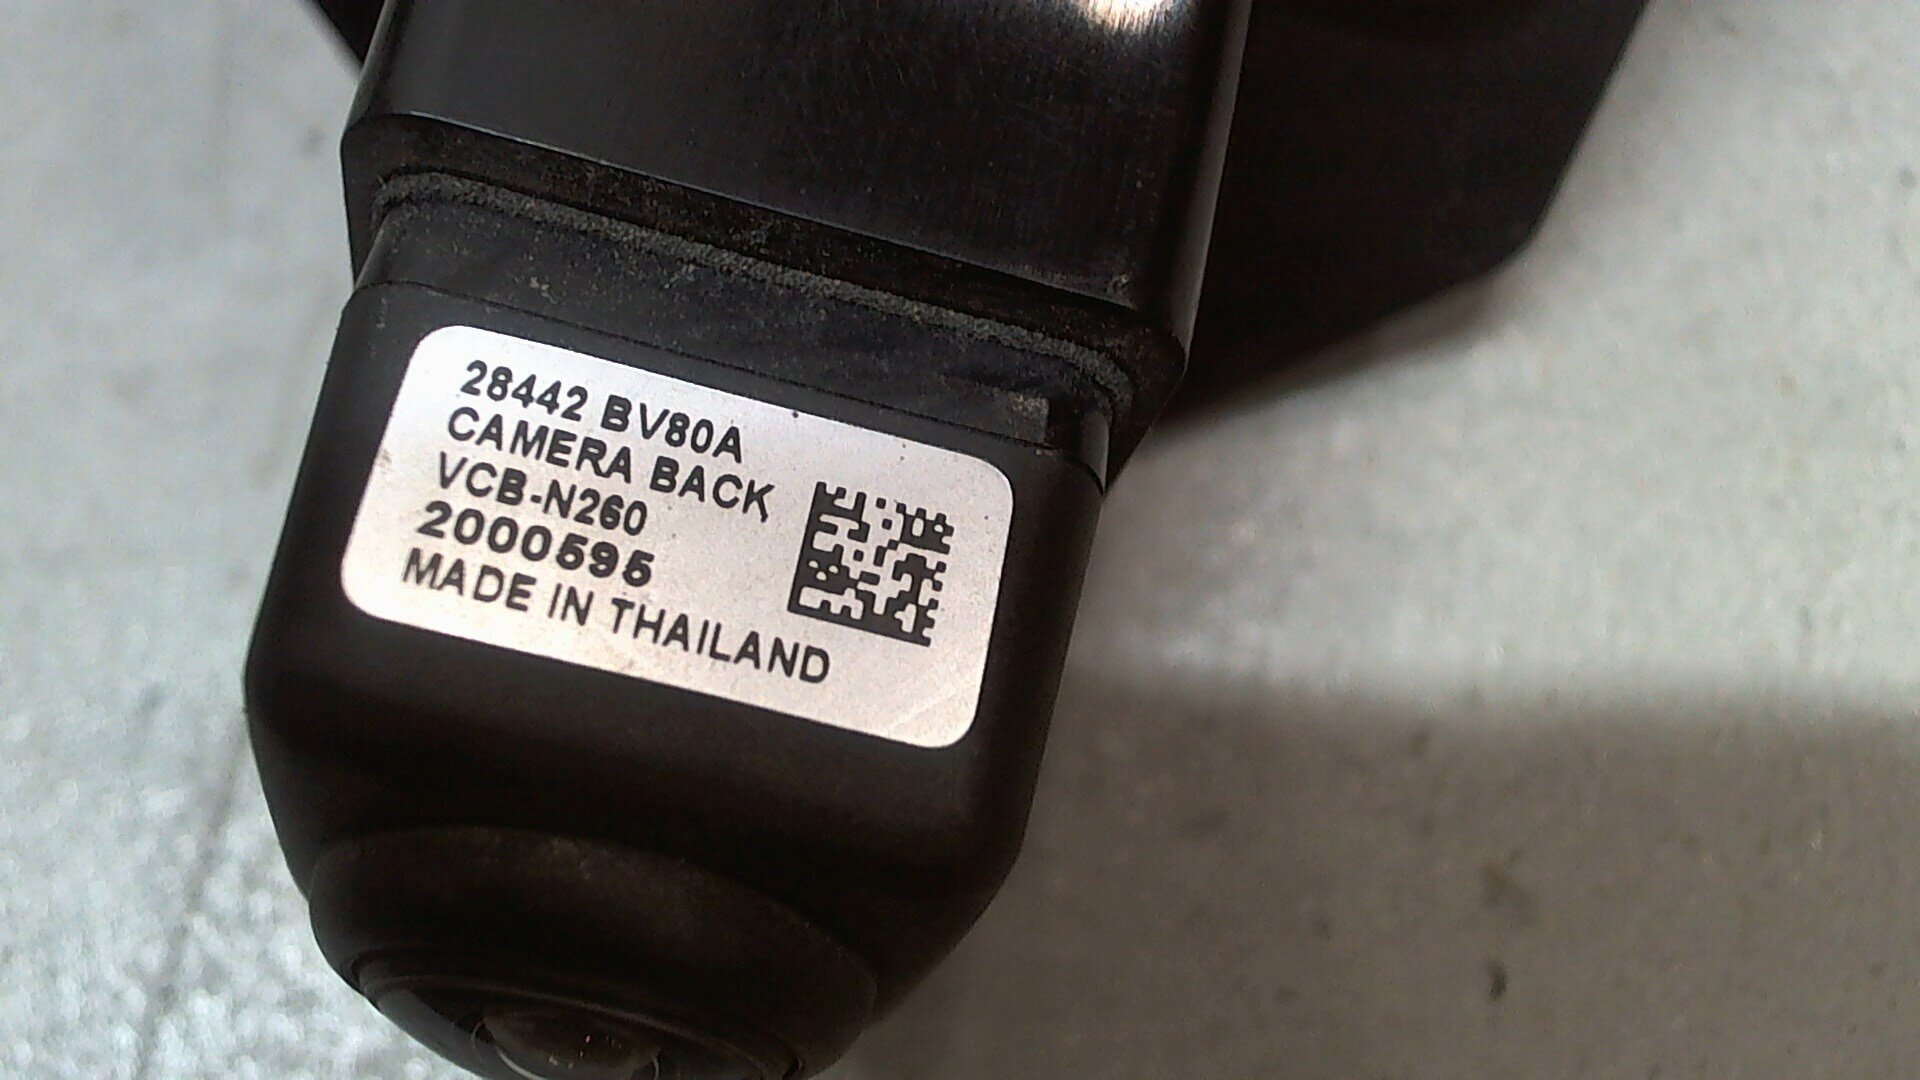 28442 BV80A
CAMERA BACK
VCB-N260
2000595
MADE IN THAILAND